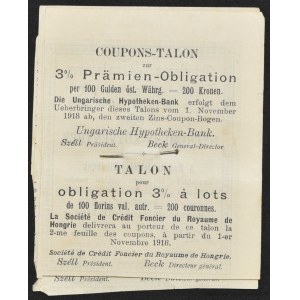 COUPONS-TALON
zur
3% Prämien-Obligation
per 100 Gulden öst. Währg. = 200 Kronen.
Die Ungarische Hypotheken-Bank erfolgt dem
Ueberbringer dieses Talons vom 1. November
1918 ab, den zweiten Zins-Coupon-Bogen.
Ungarische Hypotheken-Bank.
Széll Präsident. Beck General-Director
TALON
pour
obligation 3% à lots
de 100 florins val. autr. = 200 couronnes.
La Société de Crédit Foncier du Royaume de
Hongrie delivrera au porteur de ce talon la
2-me feuille des coupons, à partir du 1-er
Novembre 1918.
Société de Crédit Foncier du Royaume de Hongrie.
Széll Président. Beck Directeur général.